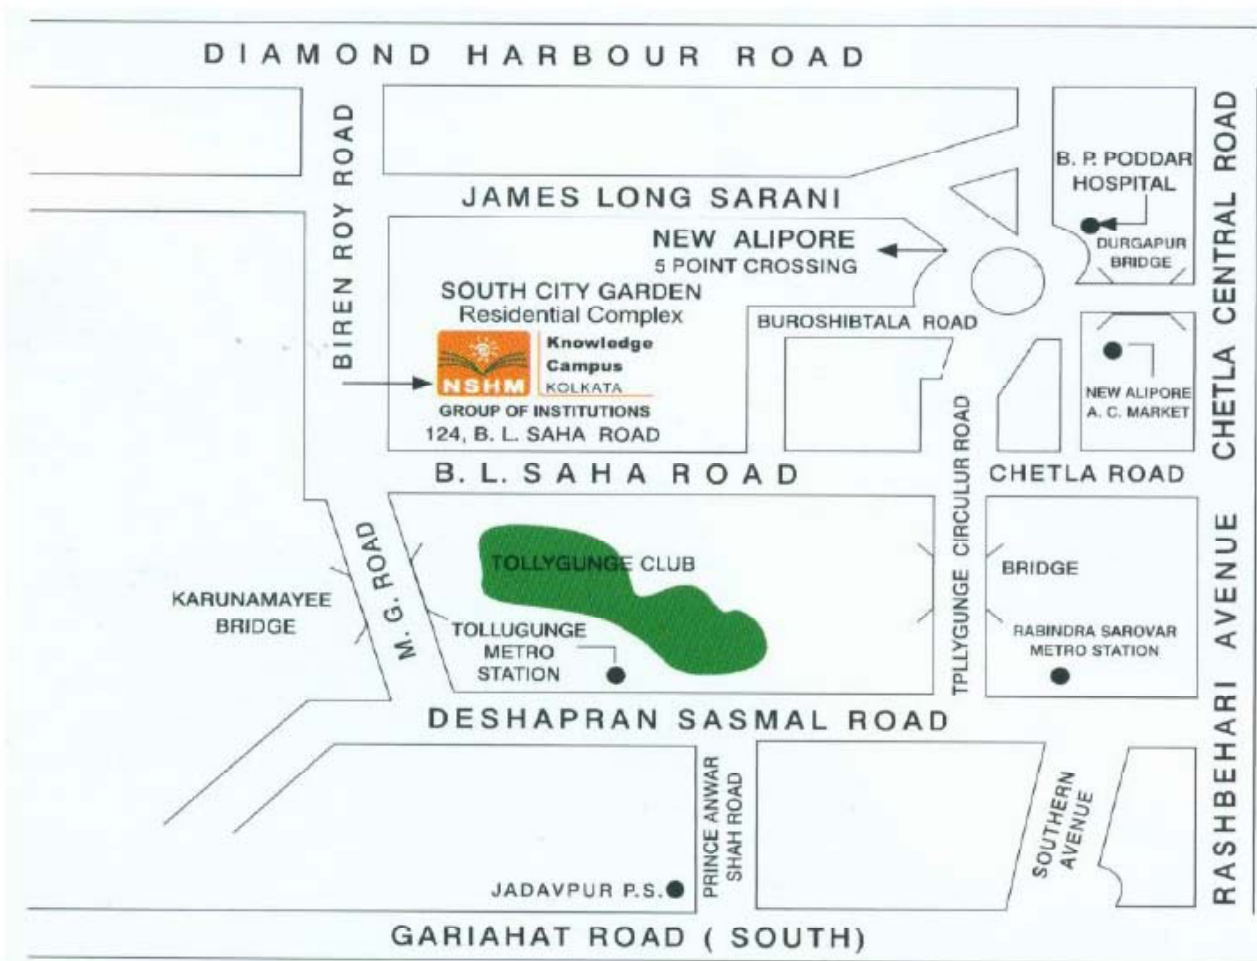 DIAMOND HARBOUR ROAD
BIREN ROY ROAD
JAMES LONG SARANI
B. P. PODDAR
HOSPITAL
DURGAPUR
BRIDGE
CHETLA CENTRAL ROAD
NEW ALIPORE
5 POINT CROSSING
SOUTH CITY GARDEN
Residential Complex
NSHM
Knowledge
Campus
KOLKATA
GROUP OF INSTITUTIONS
124, B. L. SAHA ROAD
BUROSHIBTALA ROAD
NEW ALIPORE
A. C. MARKET
B. L. SAHA ROAD
CHETLA ROAD
TPLLYGUNGE CIRCULUR ROAD
M. G. ROAD
KARUNAMAYEE
BRIDGE
TOLLYGUNGE CLUB
TOLLUGUNGE
METRO
STATION
BRIDGE
RABINDRA SAROVAR
METRO STATION
RASHBEHARI AVENUE
DESHAPRAN SASMAL ROAD
PRINCE ANWAR
SHAH ROAD
SOUTHERN
AVENUE
JADAVPUR P.S.
GARIAHAT ROAD ( SOUTH)